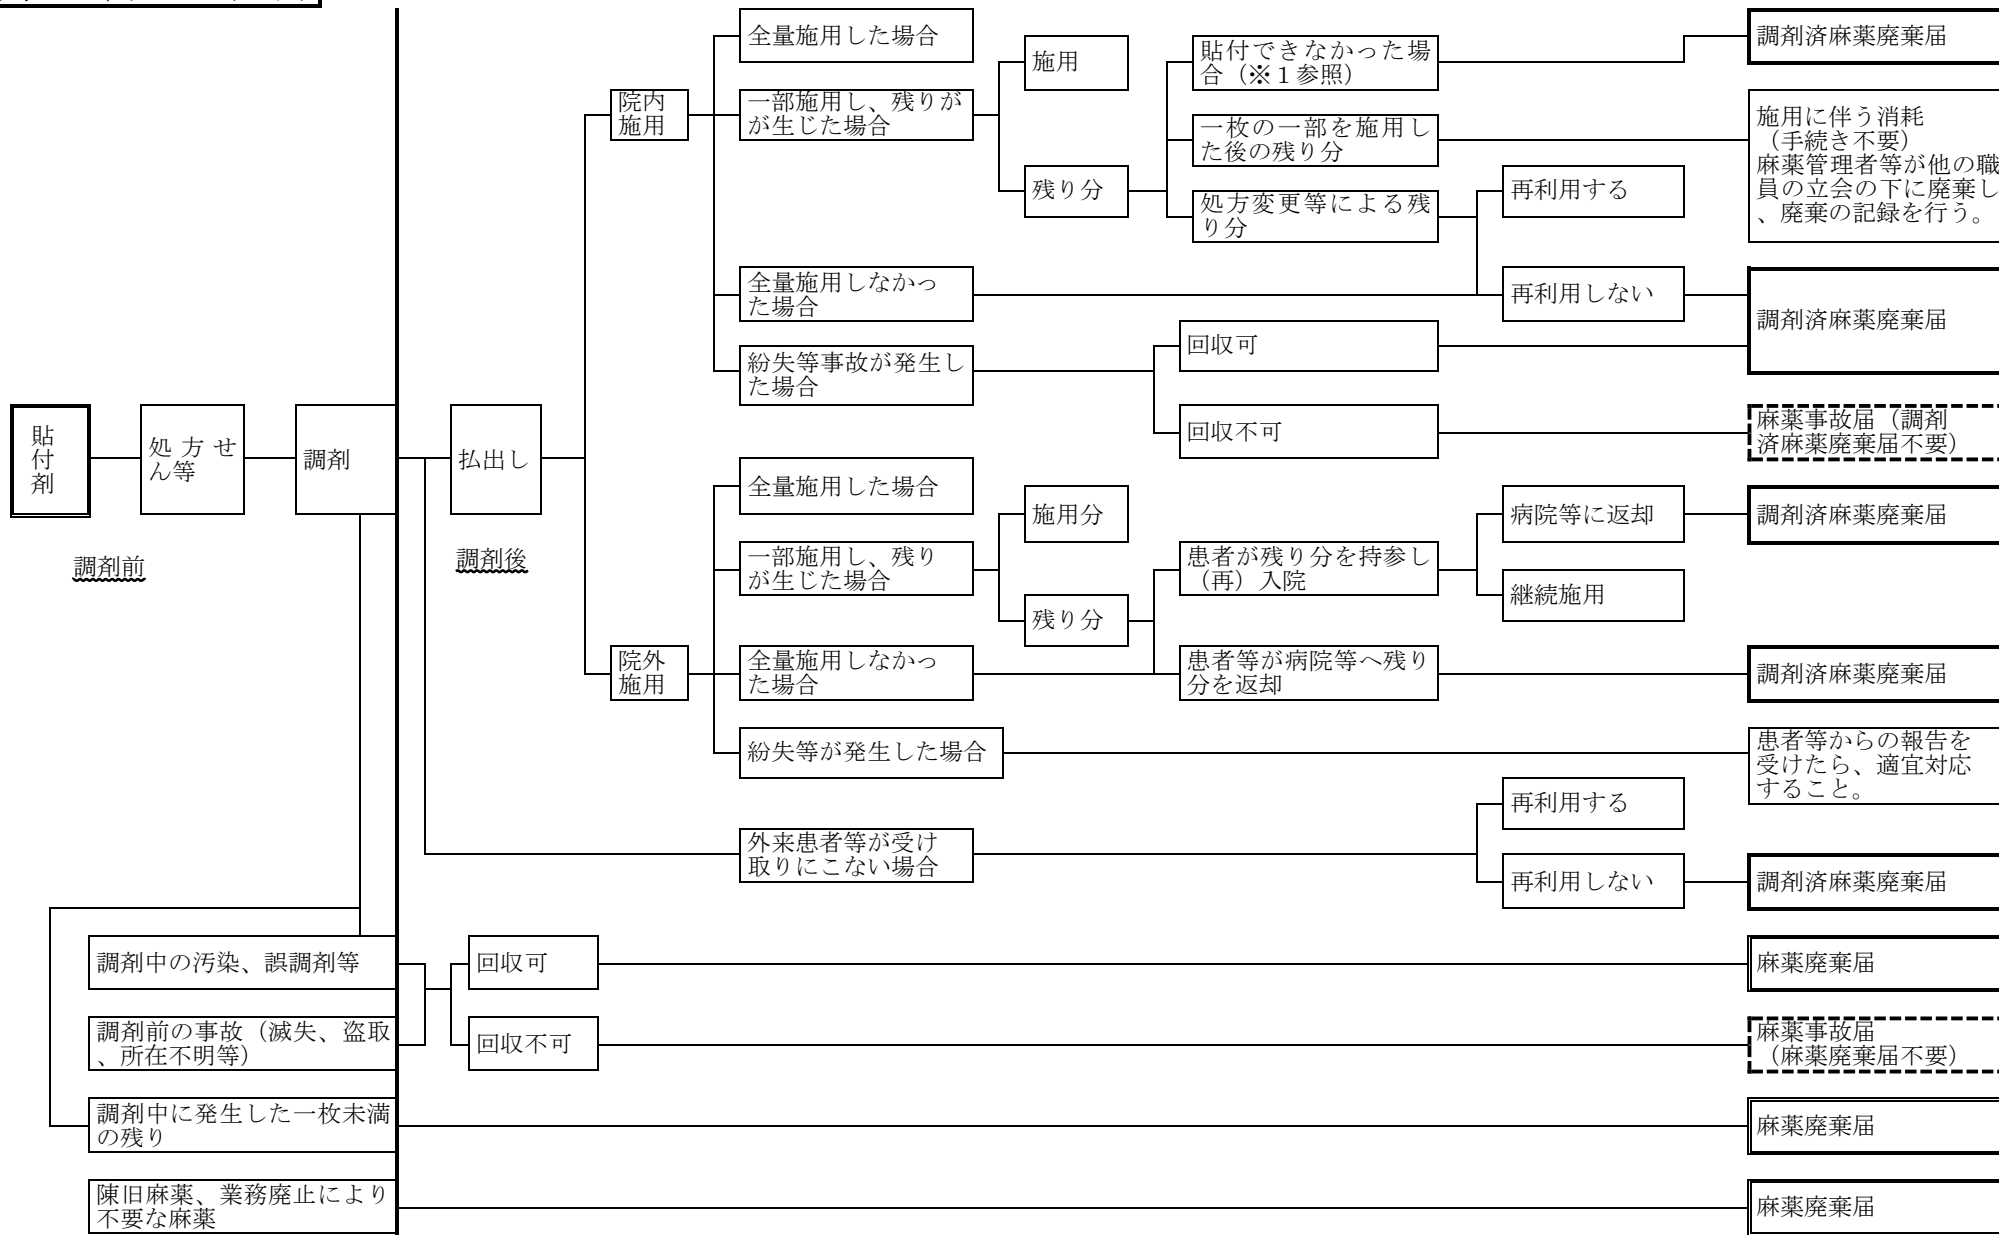 全量施用した場合
調剤済麻薬廃棄届
施用
貼付できなかった場
合（※１参照）
院内
施用
一部施用し、残りが
が生じた場合
施用に伴う消耗
（手続き不要）
麻薬管理者等が他の職
員の立会の下に廃棄し
、廃棄の記録を行う。
一枚の一部を施用し
た後の残り分
残り分
再利用する
処方変更等による残
り分
全量施用しなかっ
た場合
再利用しない
調剤済麻薬廃棄届
回収可
紛失等事故が発生し
た場合
貼
付
剤
処方せ
ん等
調剤
払出し
回収不可
麻薬事故届（調剤
済麻薬廃棄届不要）
調剤前
調剤後
全量施用した場合
施用分
病院等に返却
調剤済麻薬廃棄届
一部施用し、残り
が生じた場合
患者が残り分を持参し
（再）入院
継続施用
残り分
院外
施用
全量施用しなかっ
た場合
患者等が病院等へ残り
分を返却
調剤済麻薬廃棄届
紛失等が発生した場合
患者等からの報告を
受けたら、適宜対応
すること。
再利用する
外来患者等が受け
取りにこない場合
再利用しない
調剤済麻薬廃棄届
調剤中の汚染、誤調剤等
回収可
麻薬廃棄届
調剤前の事故（滅失、盗取
、所在不明等）
回収不可
麻薬事故届
（麻薬廃棄届不要）
調剤中に発生した一枚未満
の残り
麻薬廃棄届
陳旧麻薬、業務廃止により
不要な麻薬
麻薬廃棄届